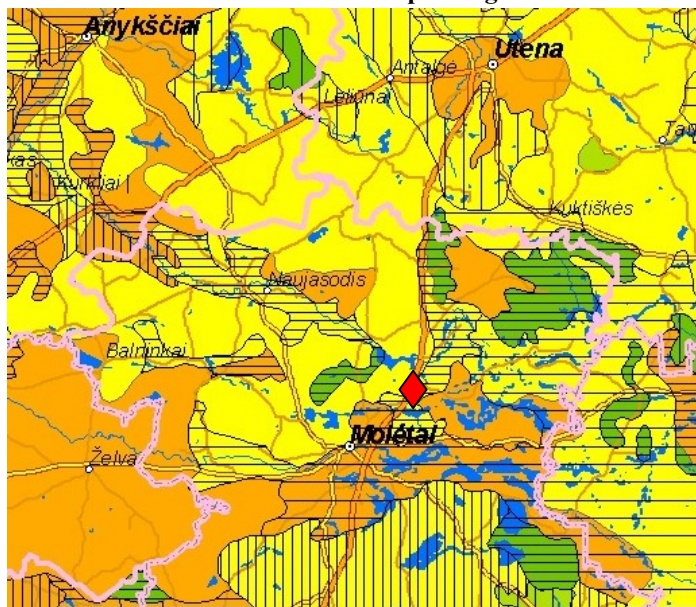 Anykščiai
Utena
Antalgė
Leliūnai
Kurkliai
Kuktiškės
Naujasodis
Balninkai
Molėtai
Želva